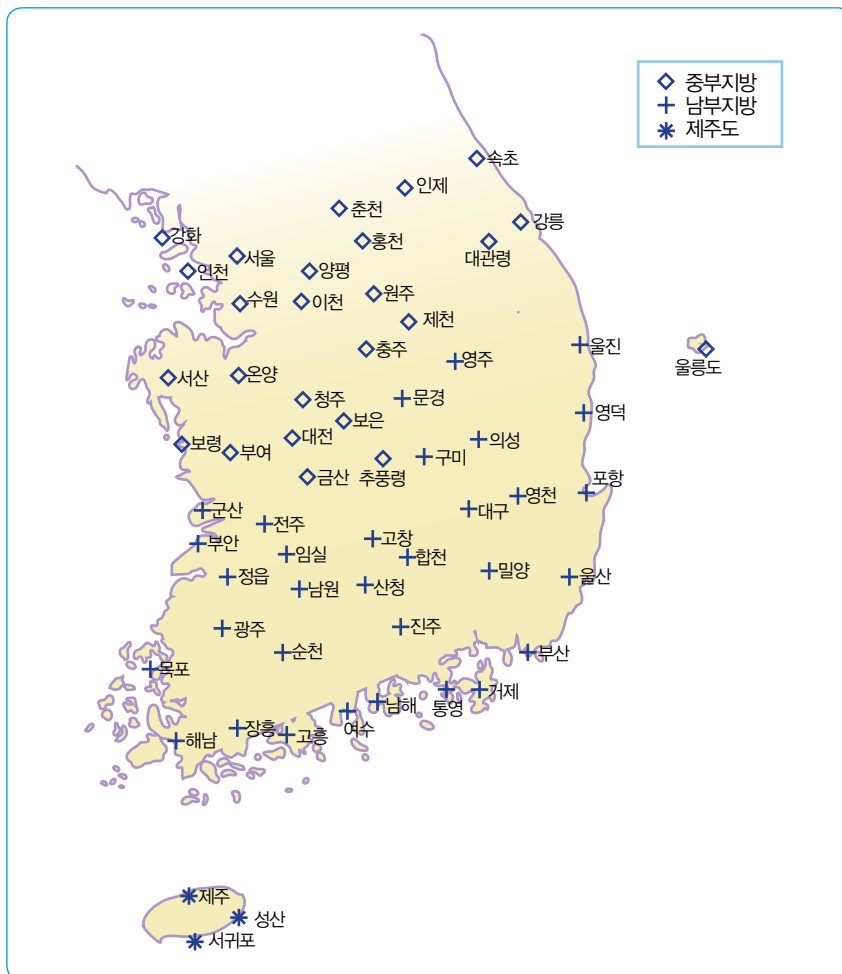 중부지방
남부지방
제주도
속초
인제
춘천
강릉
강화
홍천
대관령
서울
인천
양평
원주
수원
이천
제천
울진
충주
영주
울릉도
서산
온양
청주
문경
영덕
보은
대전
의성
보령
부여
구미
추풍령
금산
포항
영천
군산
대구
전주
고창
부안
임실
합천
밀양
정읍
남원
산청
울산
광주
진주
순천
부산
목포
거제
통영
남해
여수
장흥
고흥
해남
제주
성산
서귀포